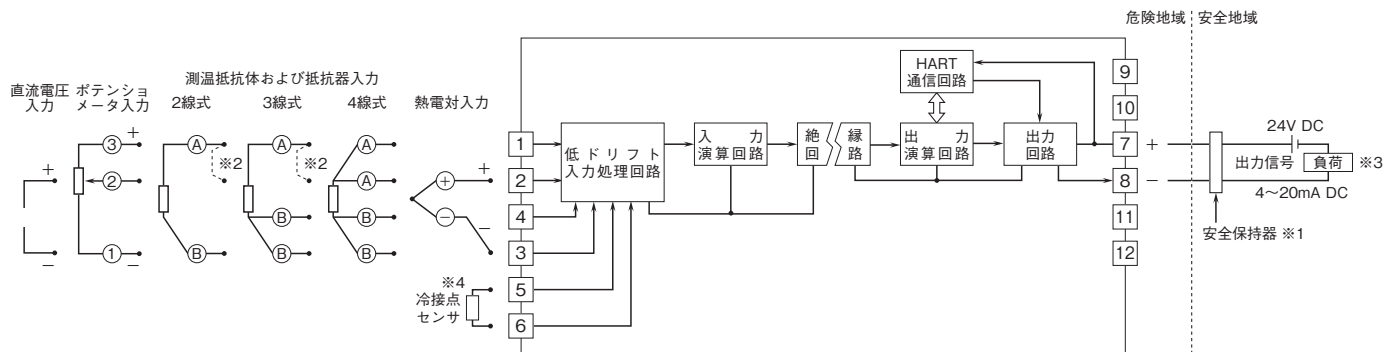 直流電圧
入力
ポテンショ
メータ入力
測温抵抗体および抵抗器入力
2線式
3線式
4線式
熱電対入力
+
−
3
+
2
1
−
A
※2
B
A
※2
B
B
A
A
B
B
+
+
−
−
※4
冷接点
センサ
1
2
4
3
5
6
低ドリフト
入力処理回路
入力
演算回路
絶縁
回路
HART
通信回路
出力
演算回路
出力
回路
9
10
7
8
11
12
+
−
危険地域
安全地域
24V DC
出力信号
負荷
※3
4〜20mA DC
安全保持器 ※1